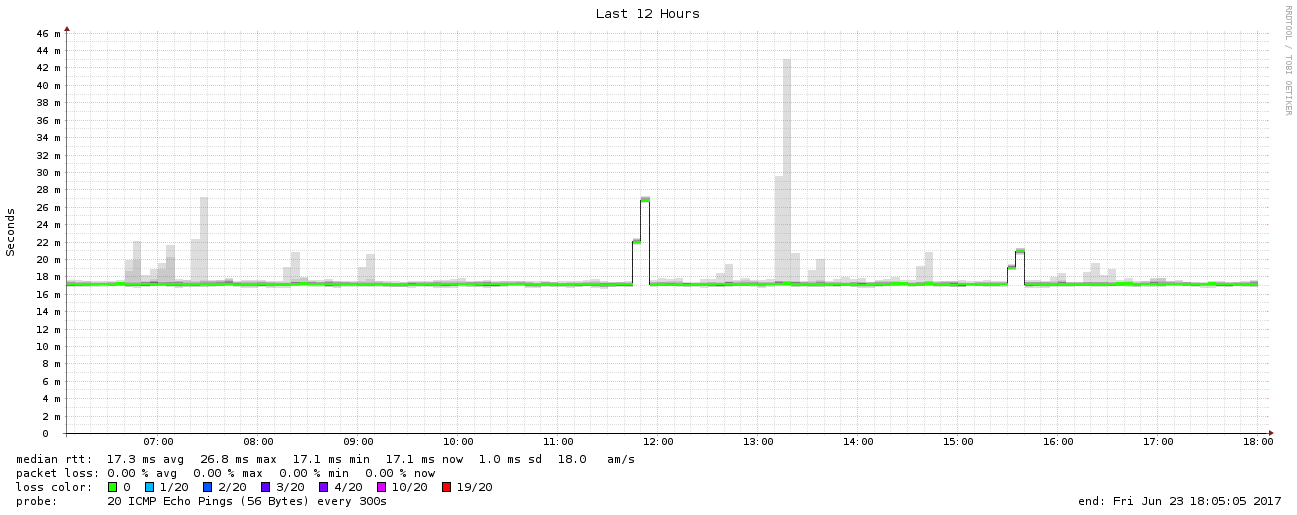 Last 12 Hours
RRDTOOL / TOBI OETIKER
Seconds
46 m
44 m
42 m
40 m
38 m
36 m
34 m
32 m
30 m
28 m
26 m
24 m
22 m
20 m
18 m
16 m
14 m
12 m
10 m
8 m
6 m
4 m
2 m
0
07:00 08:00 09:00 10:00 11:00 12:00 13:00 14:00 15:00 16:00 17:00 18:00
median rtt: 17.3 ms avg 26.8 ms max 17.1 ms min 17.1 ms now 1.0 ms sd 18.0 am/s
packet loss: 0.00 % avg 0.00 % max 0.00 % min 0.00 % now
loss color: 0 1/20 2/20 3/20 4/20 10/20 19/20
probe: 20 ICMP Echo Pings (56 Bytes) every 300s end: Fri Jun 23 18:05:05 2017